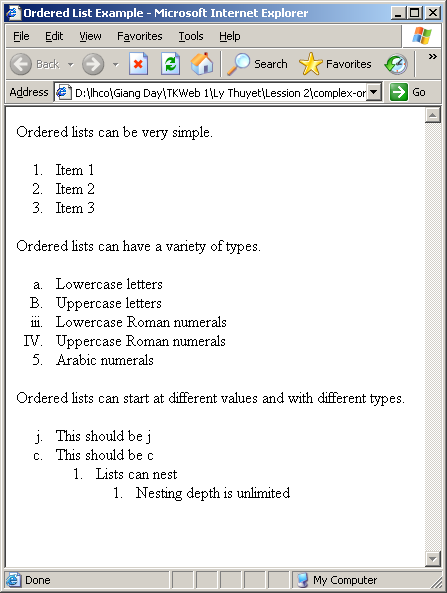 Ordered List Example - Microsoft Internet Explorer
File Edit View Favorites Tools Help
Back Search Favorites
Address D:\lhco\Giang Day\TKWeb 1\Ly Thuyet\Lession 2\complex-or Go
Ordered lists can be very simple.
1. Item 1
2. Item 2
3. Item 3
Ordered lists can have a variety of types.
a. Lowercase letters
B. Uppercase letters
iii. Lowercase Roman numerals
IV. Uppercase Roman numerals
5. Arabic numerals
Ordered lists can start at different values and with different types.
j. This should be j
c. This should be c
1. Lists can nest
1. Nesting depth is unlimited
Done My Computer